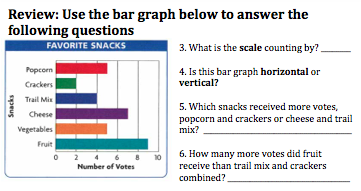 Review: Use the bar graph below to answer the
following questions
FAVORITE SNACKS
Snacks
Popcorn
Crackers
Trail Mix
Cheese
Vegetables
Fruit
0 2 4 6 8 10
Number of Votes
3. What is the scale counting by? ______
4. Is this bar graph horizontal or
vertical?
5. Which snacks received more votes,
popcorn and crackers or cheese and trail
mix? ______
6. How many more votes did fruit
receive than trail mix and crackers
combined? ______